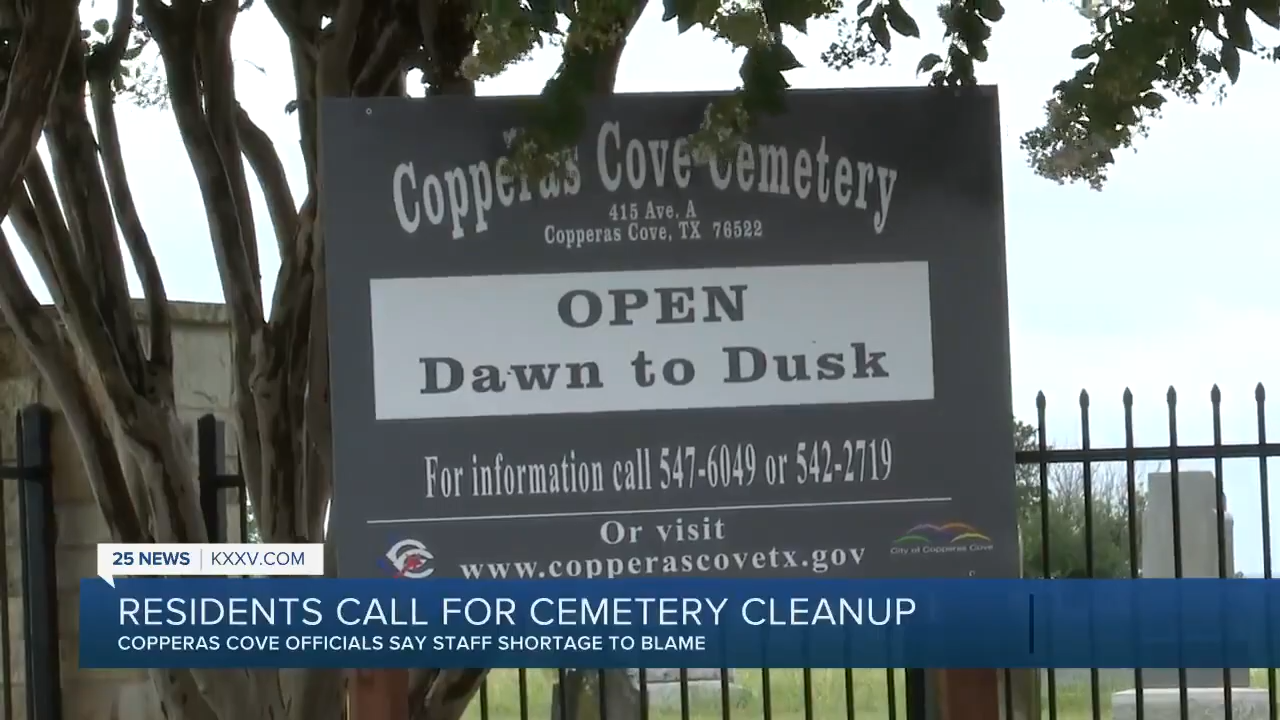 Copperas Cove Cemetery
415 Ave. A
Copperas Cove, TX 76522
OPEN
Dawn to Dusk
For information call 547-6049 or 542-2719
Or visit
www.copperascovetx.gov
City of Copperas Cove
25 NEWS | KXXV.COM
RESIDENTS CALL FOR CEMETERY CLEANUP
COPPERAS COVE OFFICIALS SAY STAFF SHORTAGE TO BLAME